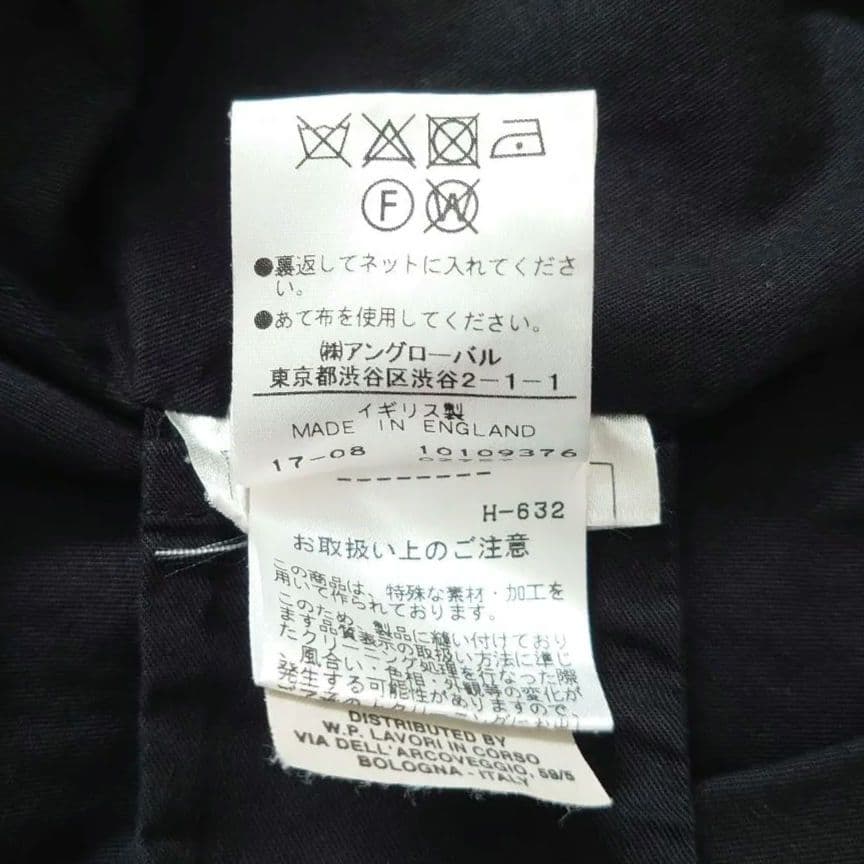 F
W
●裏返してネットに入れてくださ
い。
●あて布を使用してください。
㈱アングローバル
東京都渋谷区渋谷2-1-1
イギリス製
MADE IN ENGLAND
17-08 10109376
H-632
お取扱い上のご注意
この商品は、特殊な素材・加工を
用いて作られております。
このため、製品に縫い付けており
ます品質表示の取扱い方法に準じ
たクリーニング処理を行なった際
、風合い・色相・外観等の変化が
発生する可能性がありますので
DISTRIBUTED BY
W.P. LAVORI IN CORSO
VIA DELL'ARCOVEGGIO, 59/5
BOLOGNA - ITALY